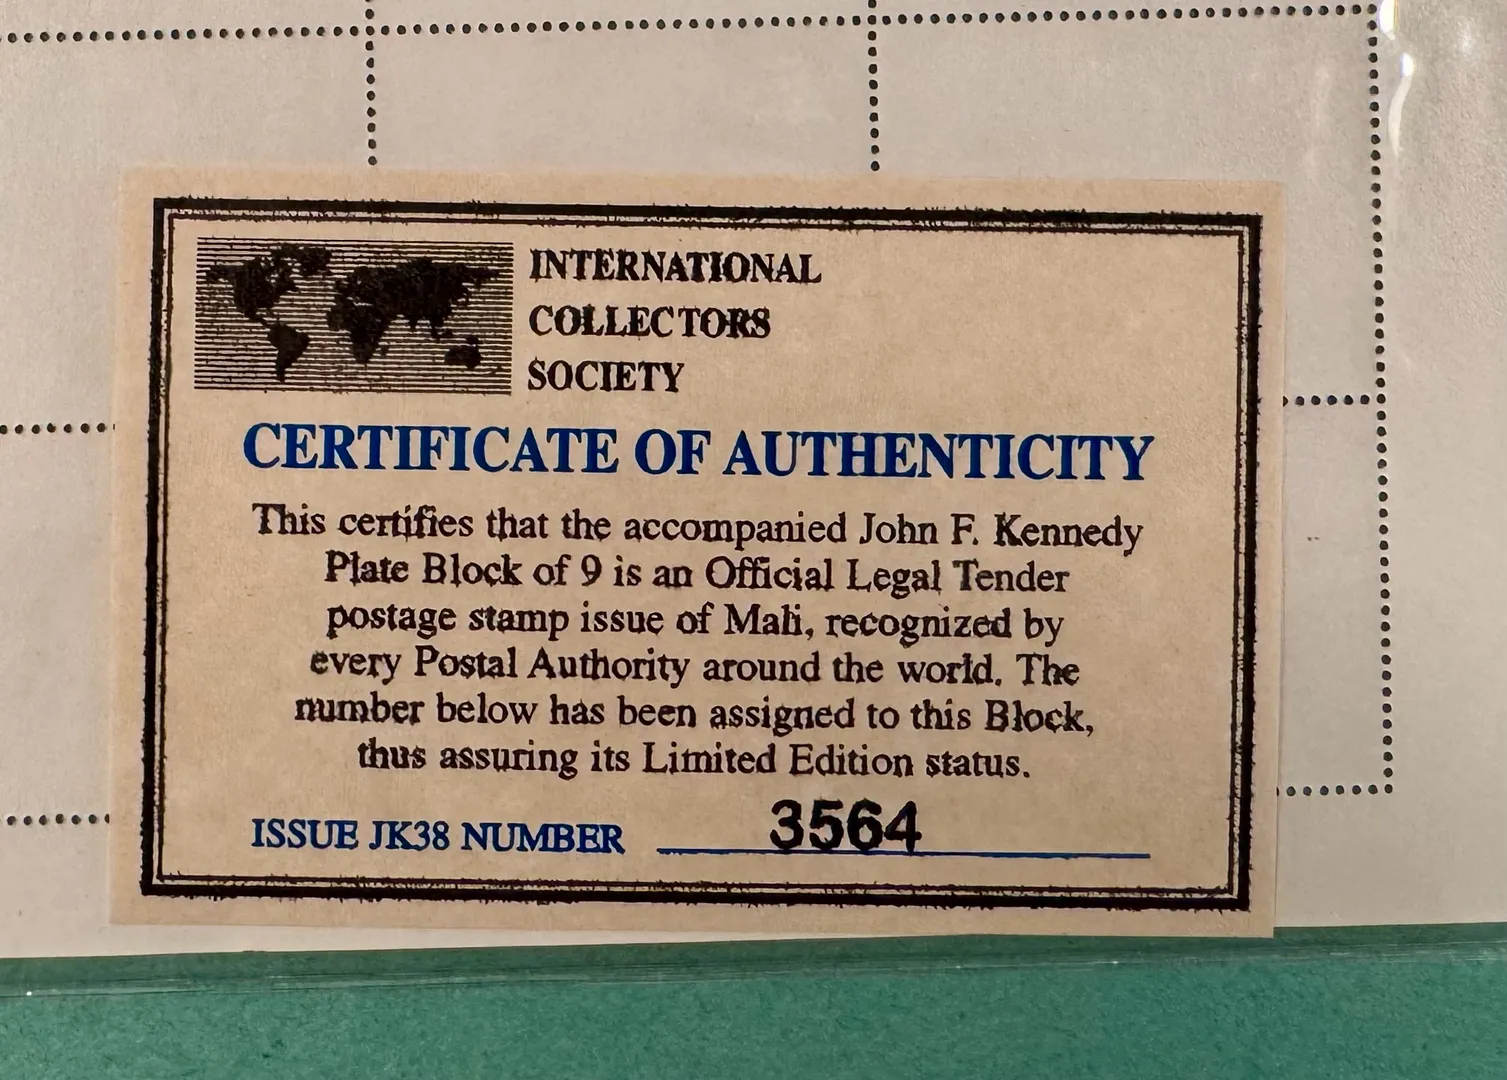 INTERNATIONAL
COLLECTORS
SOCIETY
CERTIFICATE OF AUTHENTICITY
This certifies that the accompanied John F. Kennedy
Plate Block of 9 is an Official Legal Tender
postage stamp issue of Mali, recognized by
every Postal Authority around the world. The
number below has been assigned to this Block,
thus assuring its Limited Edition status.
ISSUE JK38 NUMBER 3564